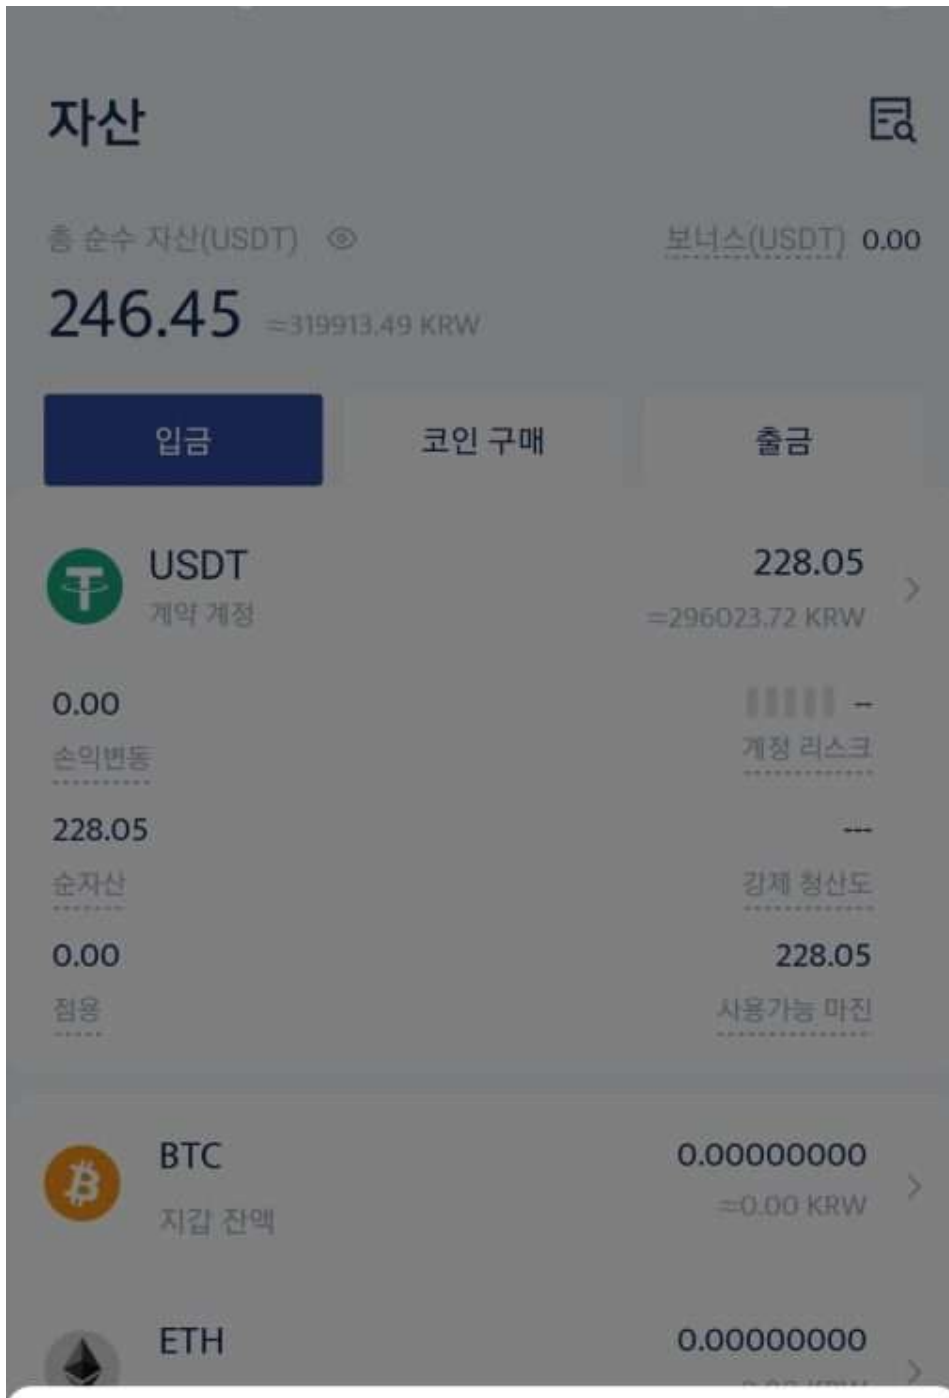 자산
총 순수 자산(USDT)
보너스(USDT) 0.00
246.45 ≈319913.49 KRW
입금
코인 구매
출금
USDT
228.05
계약 계정
≈296023.72 KRW
0.00
--
손익변동
계정 리스크
228.05
---
순자산
강제 청산도
0.00
228.05
점용
사용가능 마진
BTC
0.00000000
지갑 잔액
≈0.00 KRW
ETH
0.00000000